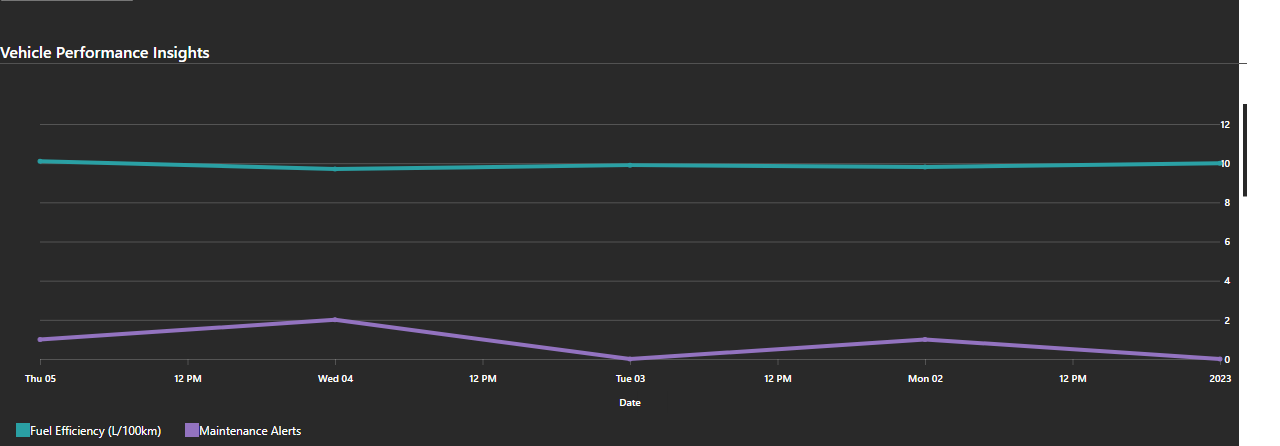 Vehicle Performance Insights
12
10
8
6
4
2
0
Thu 05 12 PM Wed 04 12 PM Tue 03 12 PM Mon 02 12 PM 2023
Date
Fuel Efficiency (L/100km) Maintenance Alerts